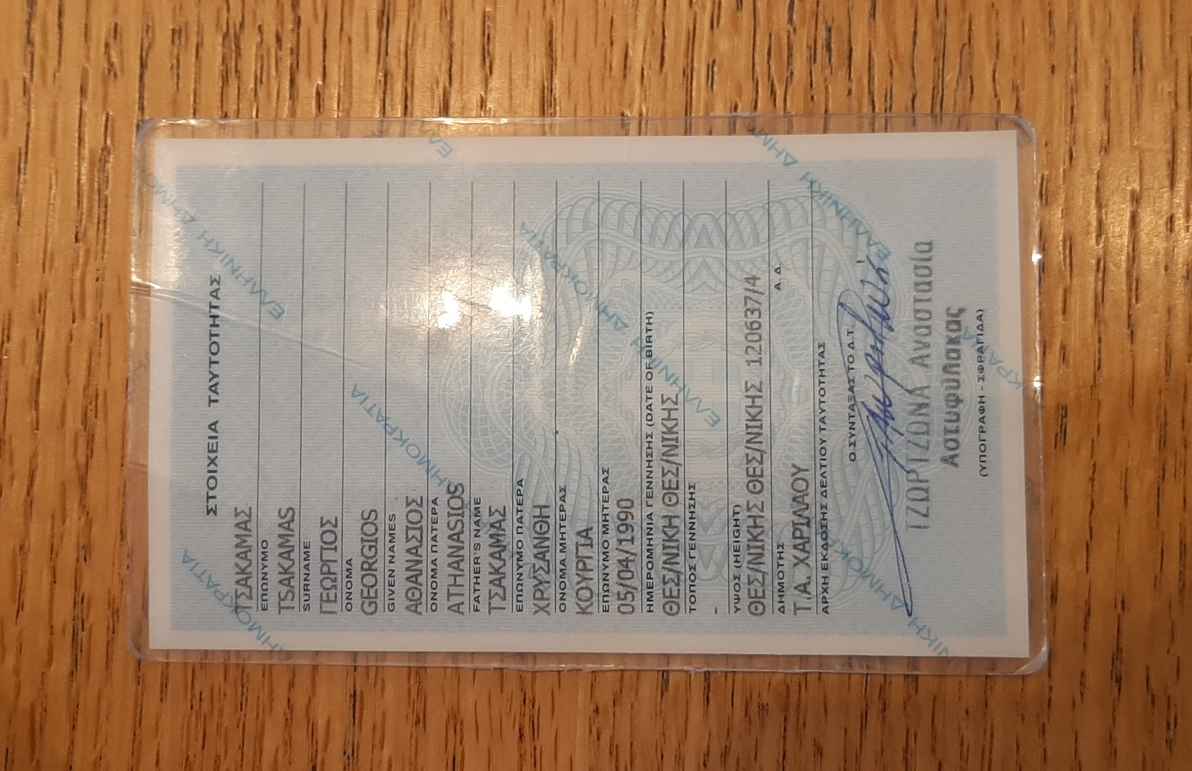 ΣΤΟΙΧΕΙΑ ΤΑΥΤΟΤΗΤΑΣ
ΤΣΑΚΑΜΑΣ
ΕΠΩΝΥΜΟ
TSAKAMAS
SURNAME
ΓΕΩΡΓΙΟΣ
ΟΝΟΜΑ
GEORGIOS
GIVEN NAMES
ΑΘΑΝΑΣΙΟΣ
ΟΝΟΜΑ ΠΑΤΕΡΑ
ATHANASIOS
FATHER'S NAME
ΤΣΑΚΑΜΑΣ
ΕΠΩΝΥΜΟ ΠΑΤΕΡΑ
ΧΡΥΣΑΝΘΗ
ΟΝΟΜΑ ΜΗΤΕΡΑΣ
ΚΟΥΡΓΙΑ
ΕΠΩΝΥΜΟ ΜΗΤΕΡΑΣ
05/04/1990
ΗΜΕΡΟΜΗΝΙΑ ΓΕΝΝΗΣΗΣ (DATE OF BIRTH)
ΘΕΣ/ΝΙΚΗ ΘΕΣ/ΝΙΚΗΣ
ΤΟΠΟΣ ΓΕΝΝΗΣΗΣ
-
ΥΨΟΣ (HEIGHT)
ΘΕΣ/ΝΙΚΗΣ ΘΕΣ/ΝΙΚΗΣ 120637/4
ΔΗΜΟΤΗΣ Α.Δ.
Τ.Α. ΧΑΡΙΛΑΟΥ
ΑΡΧΗ ΕΚΔΟΣΗΣ ΔΕΛΤΙΟΥ ΤΑΥΤΟΤΗΤΑΣ
Ο ΣΥΝΤΑΞΑΣ ΤΟ Δ.Τ.
ΤΖΩΡΤΖΩΝΑ Αναστασία
Αστυφύλακας
(ΥΠΟΓΡΑΦΗ - ΣΦΡΑΓΙΔΑ)
ΕΛΛΗΝΙΚΗ ΔΗΜΟΚΡΑΤΙΑ